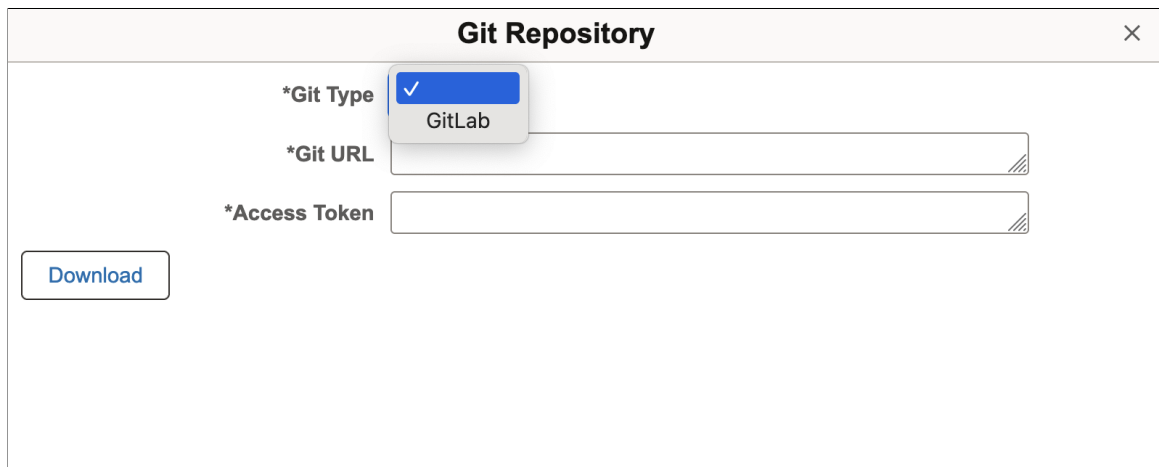 Git Repository
*Git Type
GitLab
*Git URL
*Access Token
Download